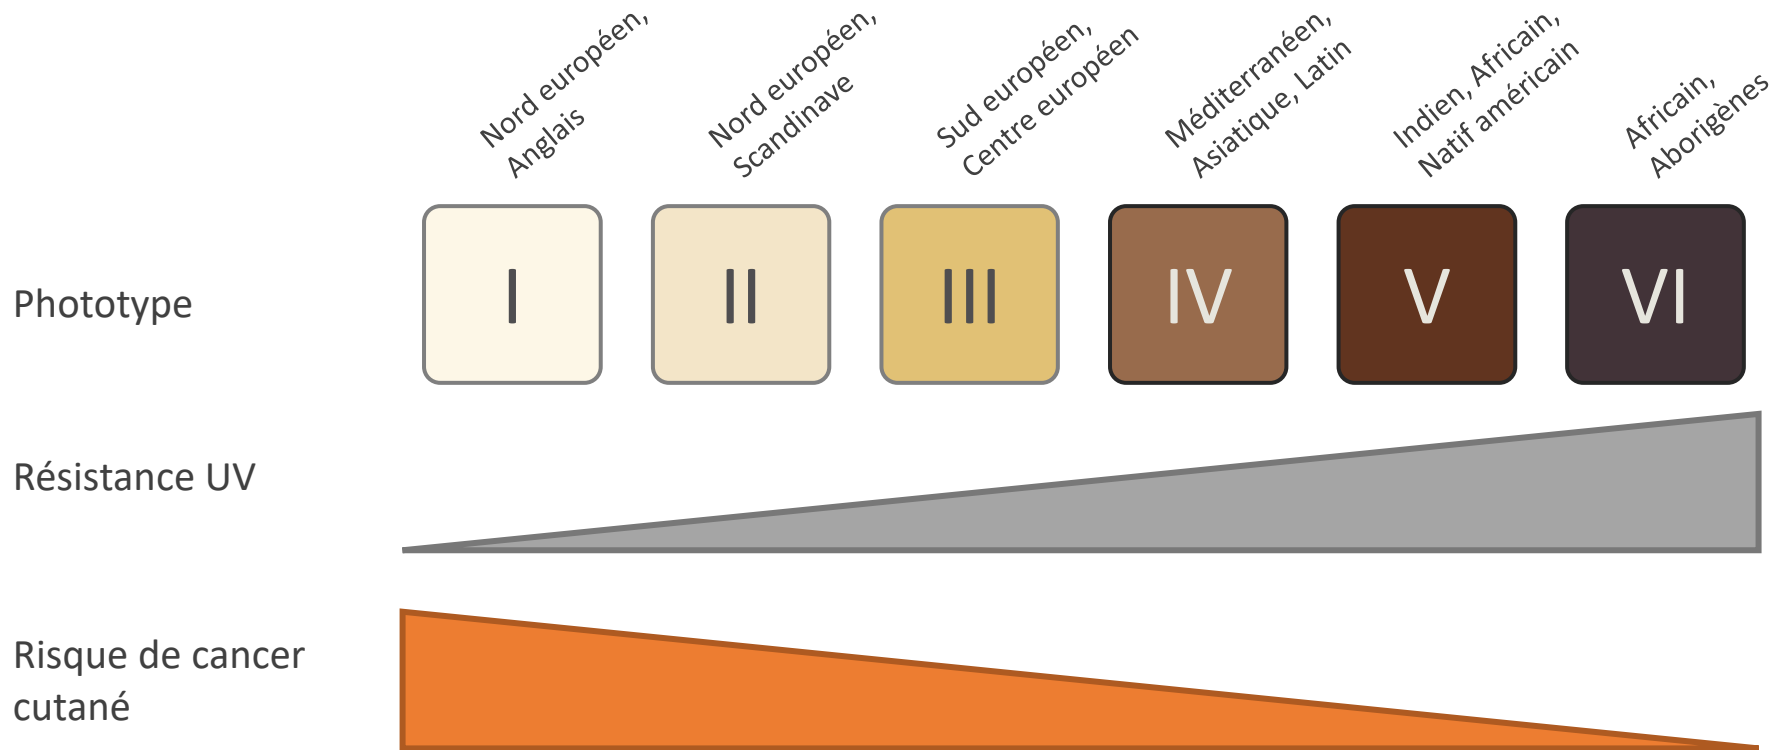 Nord européen,
Anglais
Nord européen,
Scandinave
Sud européen,
Centre européen
Méditerranéen,
Asiatique, Latin
Indien, Africain,
Natif américain
Africain,
Aborigènes
Phototype
I
II
III
IV
V
VI
Résistance UV
Risque de cancer
cutané